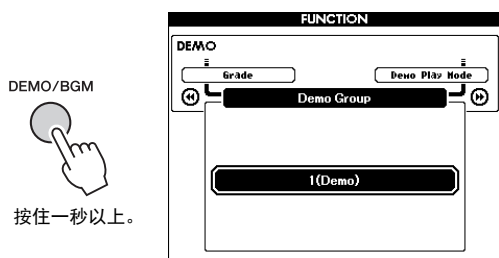 FUNCTION
DEMO
Grade
Demo Play Mode
Demo Group
1(Demo)
DEMO/BGM
按住一秒以上。